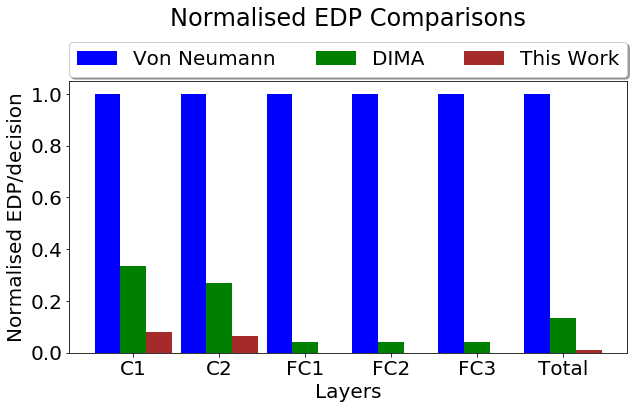 Normalised EDP Comparisons
Von Neumann DIMA This Work
Normalised EDP/decision
1.0
0.8
0.6
0.4
0.2
0.0
C1 C2 FC1 FC2 FC3 Total
Layers